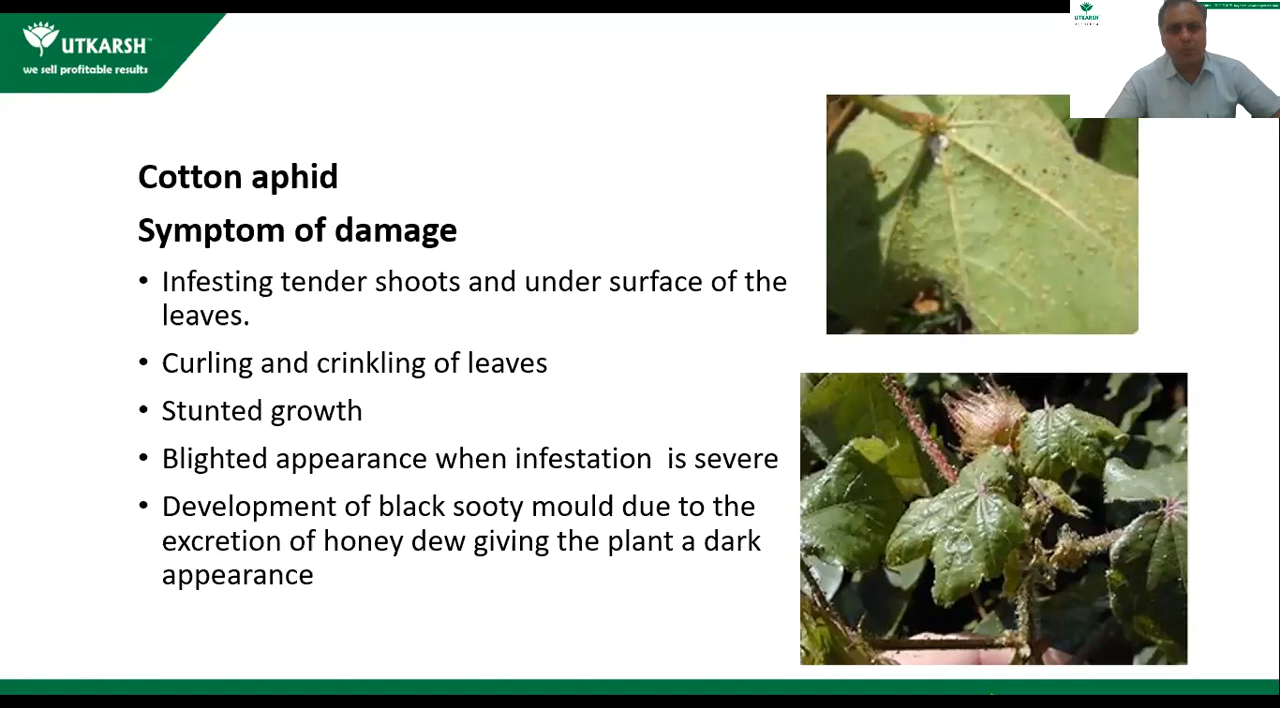 UTKARSH
we sell profitable results
UTKARSH
Cotton aphid
Symptom of damage
• Infesting tender shoots and under surface of the
leaves.
• Curling and crinkling of leaves
• Stunted growth
• Blighted appearance when infestation  is severe
• Development of black sooty mould due to the
excretion of honey dew giving the plant a dark
appearance